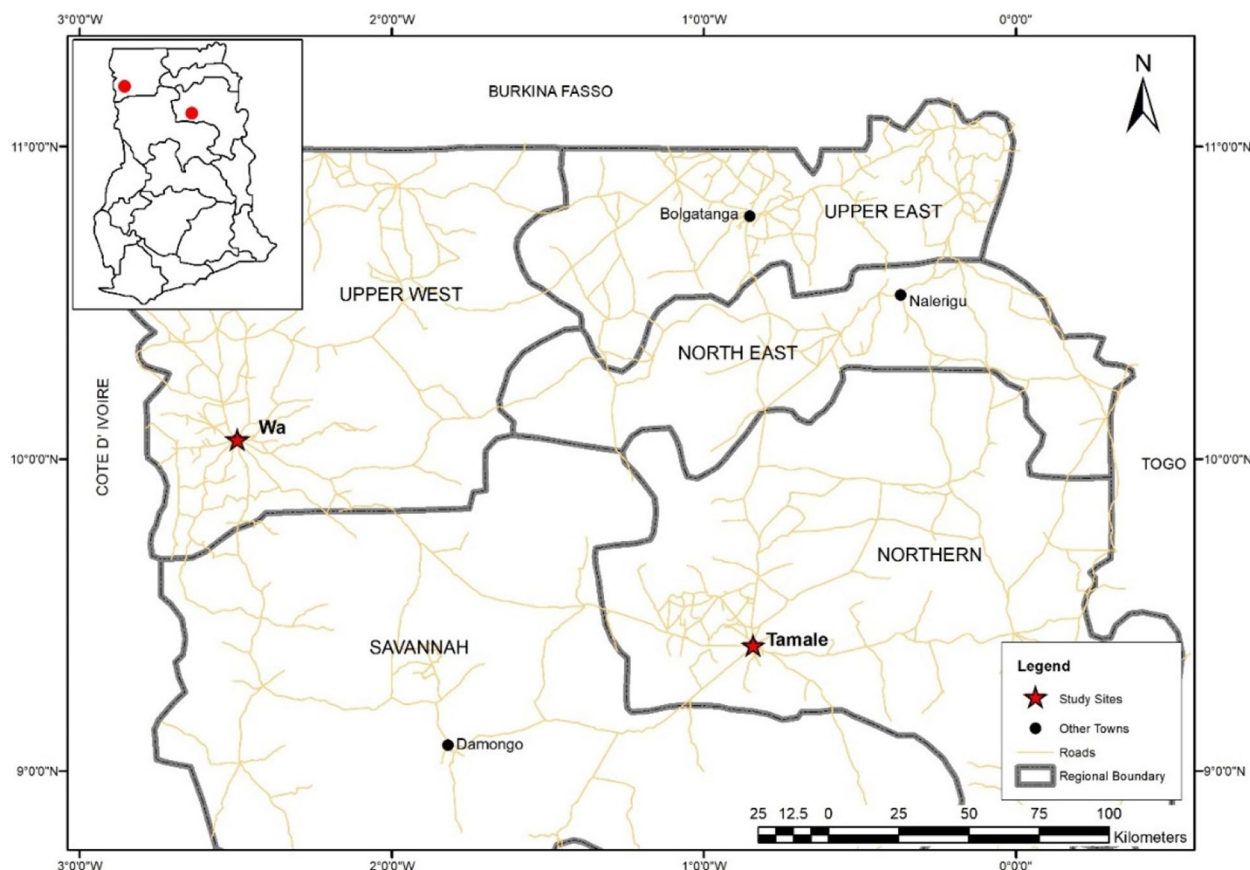 3°0'0"W 2°0'0"W 1°0'0"W 0°0'0"
N
BURKINA FASSO
11°0'0"N 11°0'0"N
Bolgatanga
UPPER EAST
UPPER WEST
Nalerigu
NORTH EAST
COTE D' IVOIRE
Wa
10°0'0"N 10°0'0"N
TOGO
NORTHERN
SAVANNAH
Tamale
Damongo
Legend
Study Sites
Other Towns
Roads
Regional Boundary
9°0'0"N 9°0'0"N
25 12.5 0 25 50 75 100
Kilometers
3°0'0"W 2°0'0"W 1°0'0"W 0°0'0"